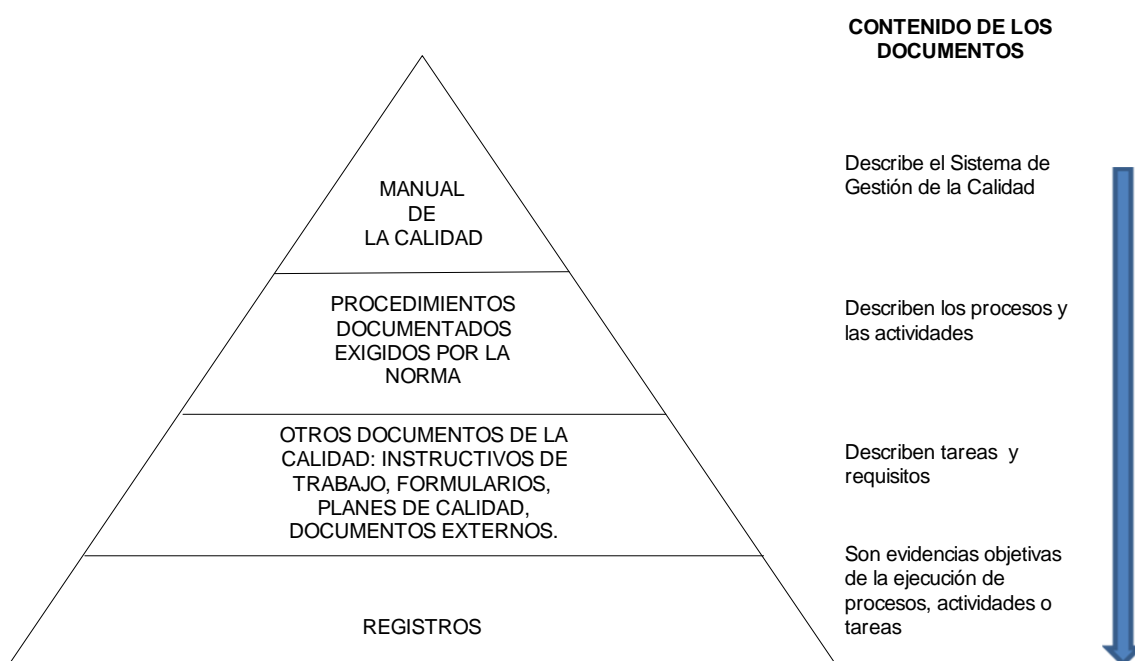 CONTENIDO DE LOS
DOCUMENTOS
MANUAL
DE
LA CALIDAD
Describe el Sistema de
Gestión de la Calidad
PROCEDIMIENTOS
DOCUMENTADOS
EXIGIDOS POR LA
NORMA
Describen los procesos y
las actividades
OTROS DOCUMENTOS DE LA
CALIDAD: INSTRUCTIVOS DE
TRABAJO, FORMULARIOS,
PLANES DE CALIDAD,
DOCUMENTOS EXTERNOS.
Describen tareas y
requisitos
REGISTROS
Son evidencias objetivas
de la ejecución de
procesos, actividades o
tareas